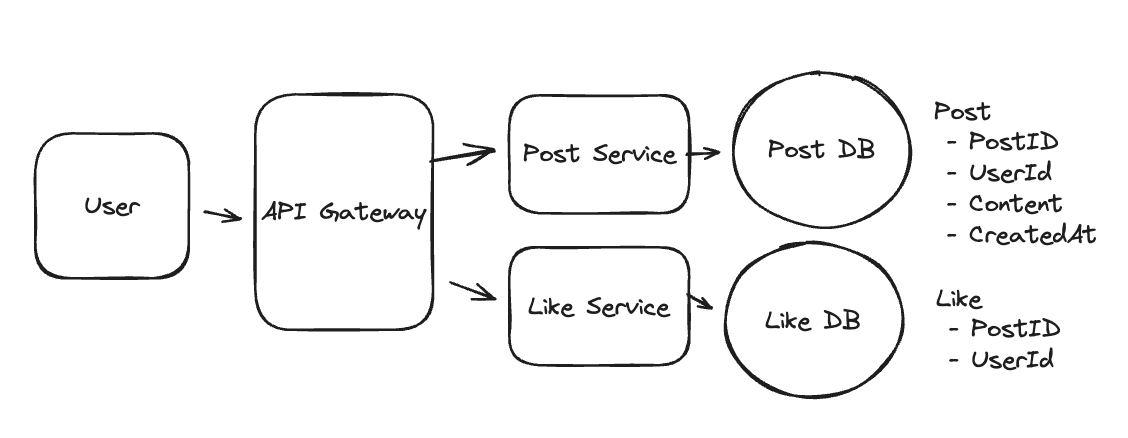 User
API Gateway
Post Service
Post DB
Post
- PostID
- UserId
- Content
- CreatedAt
Like Service
Like DB
Like
- PostID
- UserId